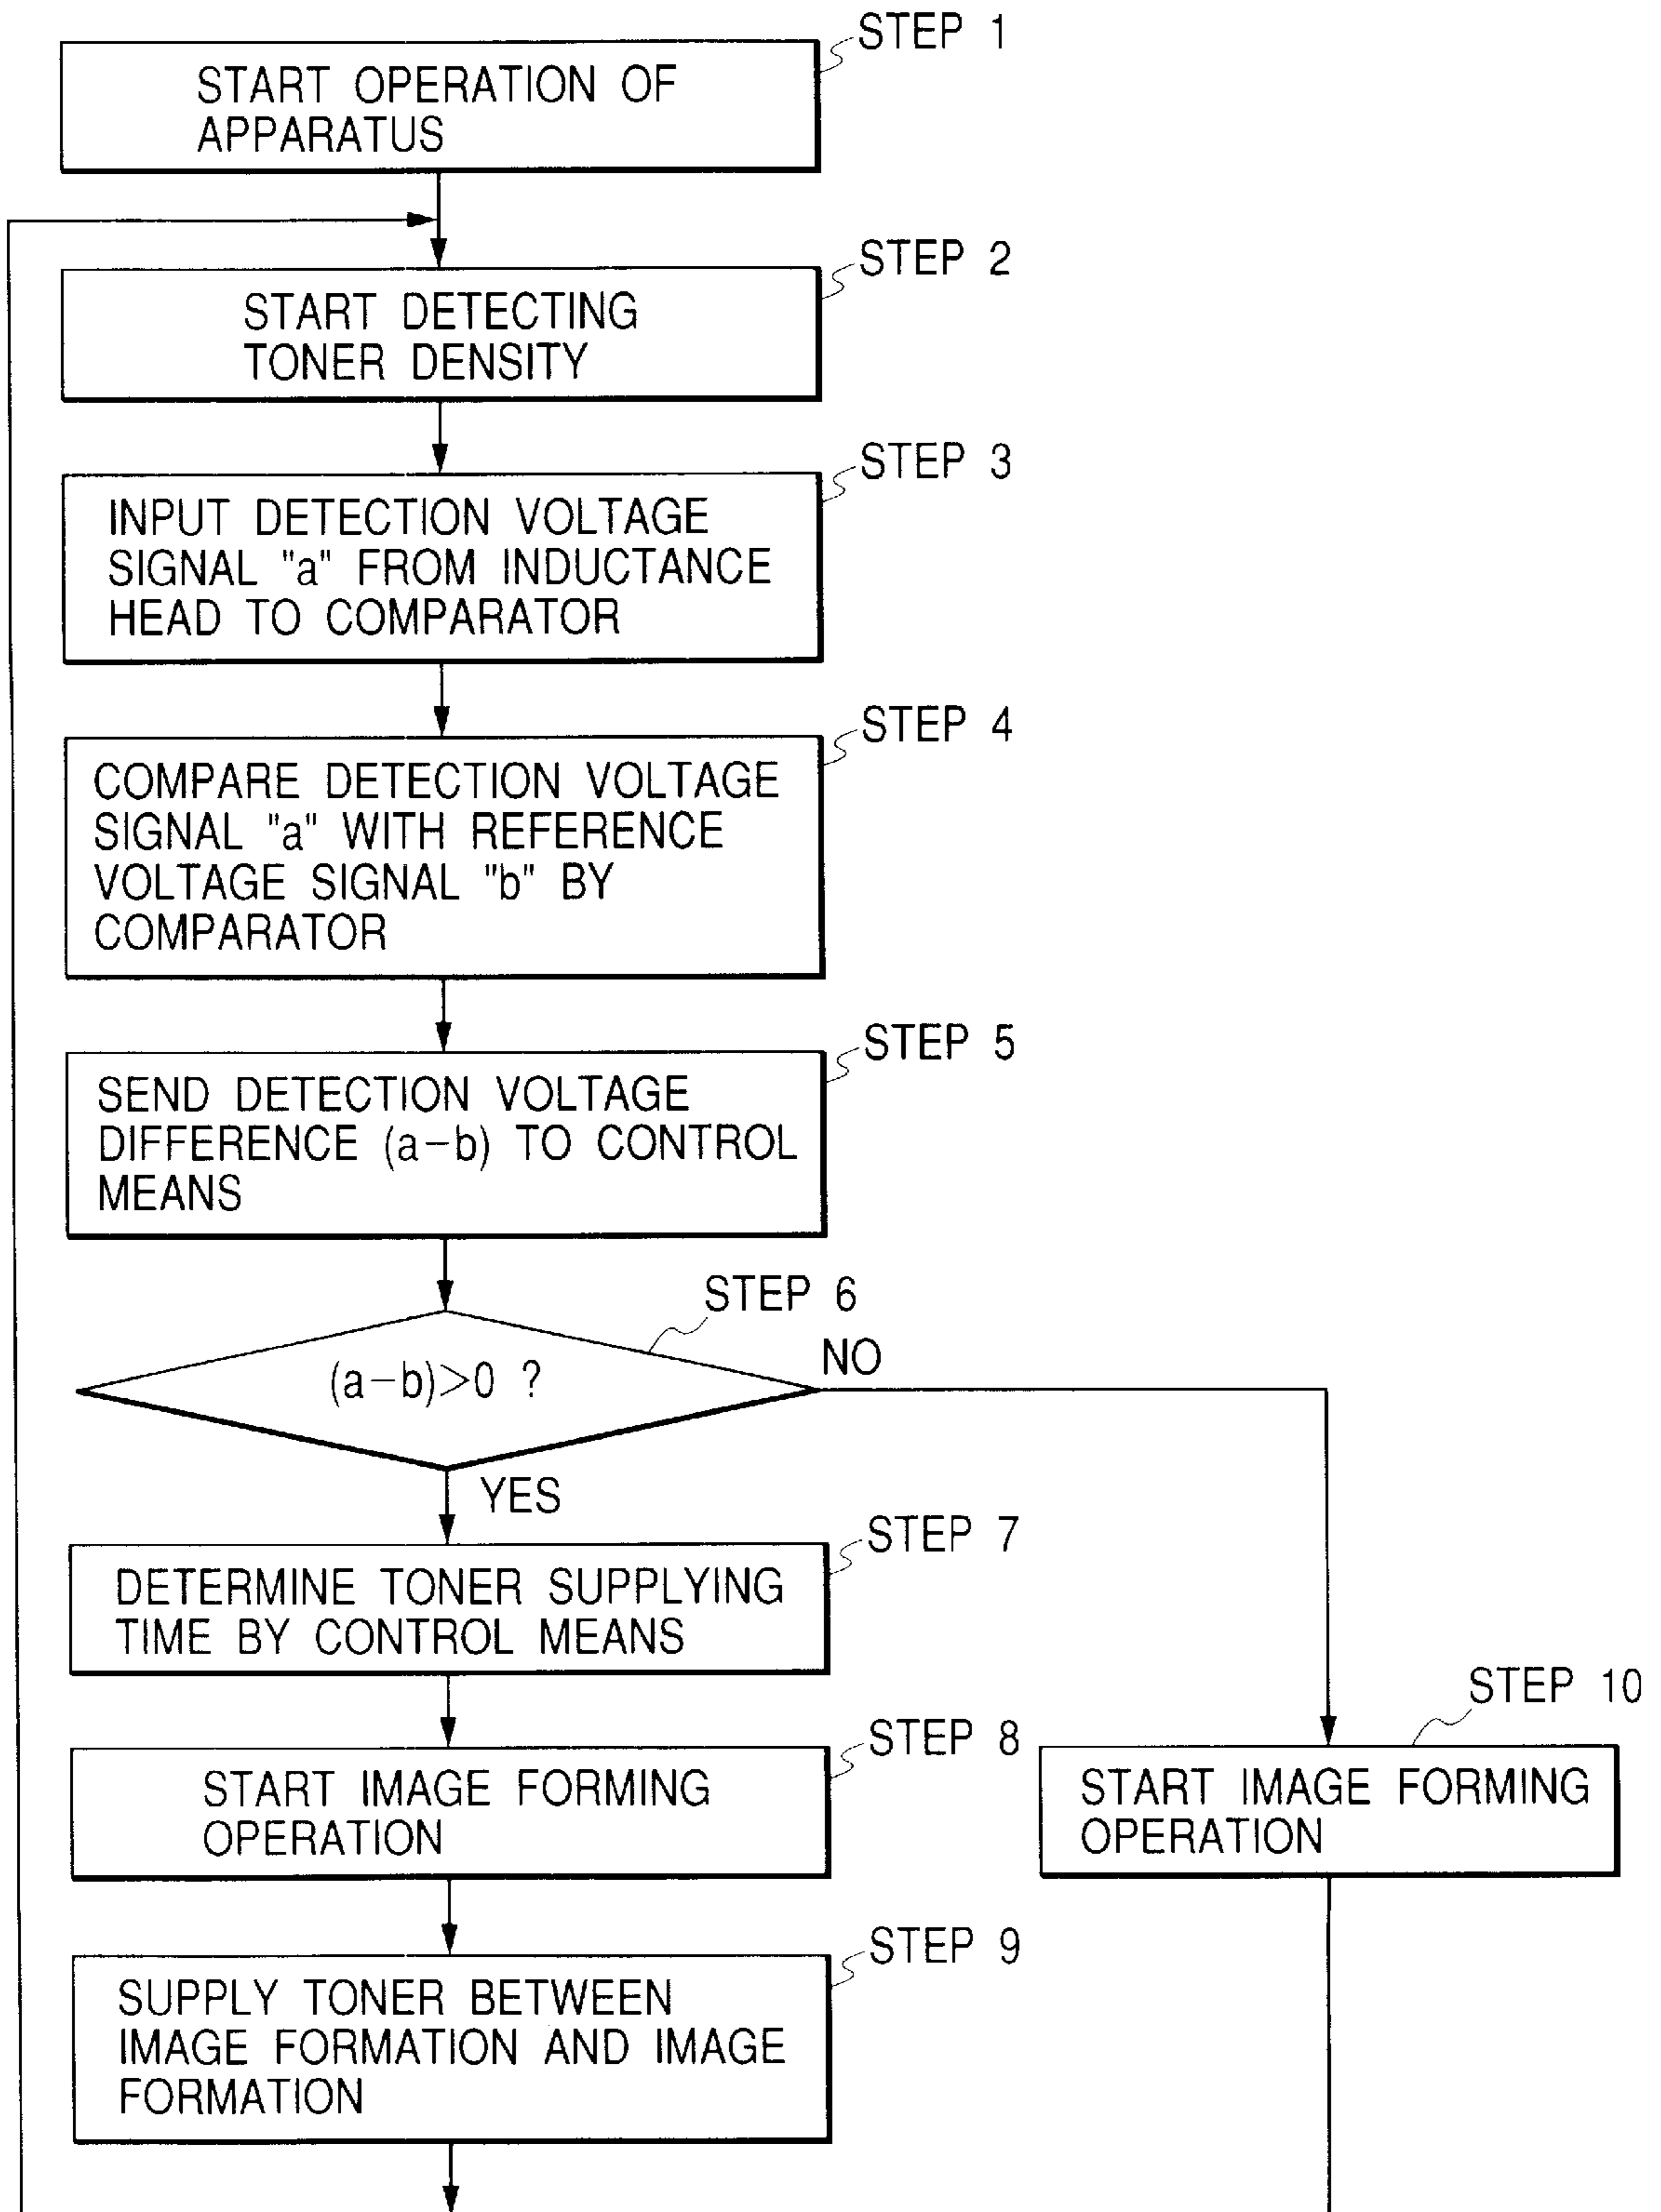 STEP 1
START OPERATION OF
APPARATUS
STEP 2
START DETECTING
TONER DENSITY
STEP 3
INPUT DETECTION VOLTAGE
SIGNAL "a" FROM INDUCTANCE
HEAD TO COMPARATOR
STEP 4
COMPARE DETECTION VOLTAGE
SIGNAL "a" WITH REFERENCE
VOLTAGE SIGNAL "b" BY
COMPARATOR
STEP 5
SEND DETECTION VOLTAGE
DIFFERENCE (a-b) TO CONTROL
MEANS
STEP 6
(a-b)>0 ?
NO
YES
STEP 7
DETERMINE TONER SUPPLYING
TIME BY CONTROL MEANS
STEP 8
START IMAGE FORMING
OPERATION
STEP 10
START IMAGE FORMING
OPERATION
STEP 9
SUPPLY TONER BETWEEN
IMAGE FORMATION AND IMAGE
FORMATION